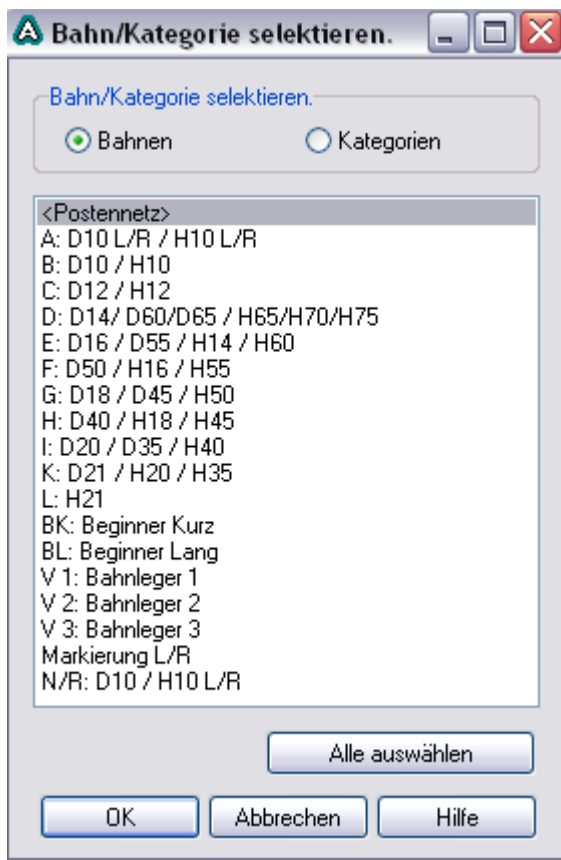 Bahn/Kategorie selektieren.
Bahn/Kategorie selektieren.
Bahnen Kategorien
<Postennetz>
A: D10 L/R / H10 L/R
B: D10 / H10
C: D12 / H12
D: D14/ D60/D65 / H65/H70/H75
E: D16 / D55 / H14 / H60
F: D50 / H16 / H55
G: D18 / D45 / H50
H: D40 / H18 / H45
I: D20 / D35 / H40
K: D21 / H20 / H35
L: H21
BK: Beginner Kurz
BL: Beginner Lang
V 1: Bahnleger 1
V 2: Bahnleger 2
V 3: Bahnleger 3
Markierung L/R
N/R: D10 / H10 L/R
Alle auswählen
OK Abbrechen Hilfe